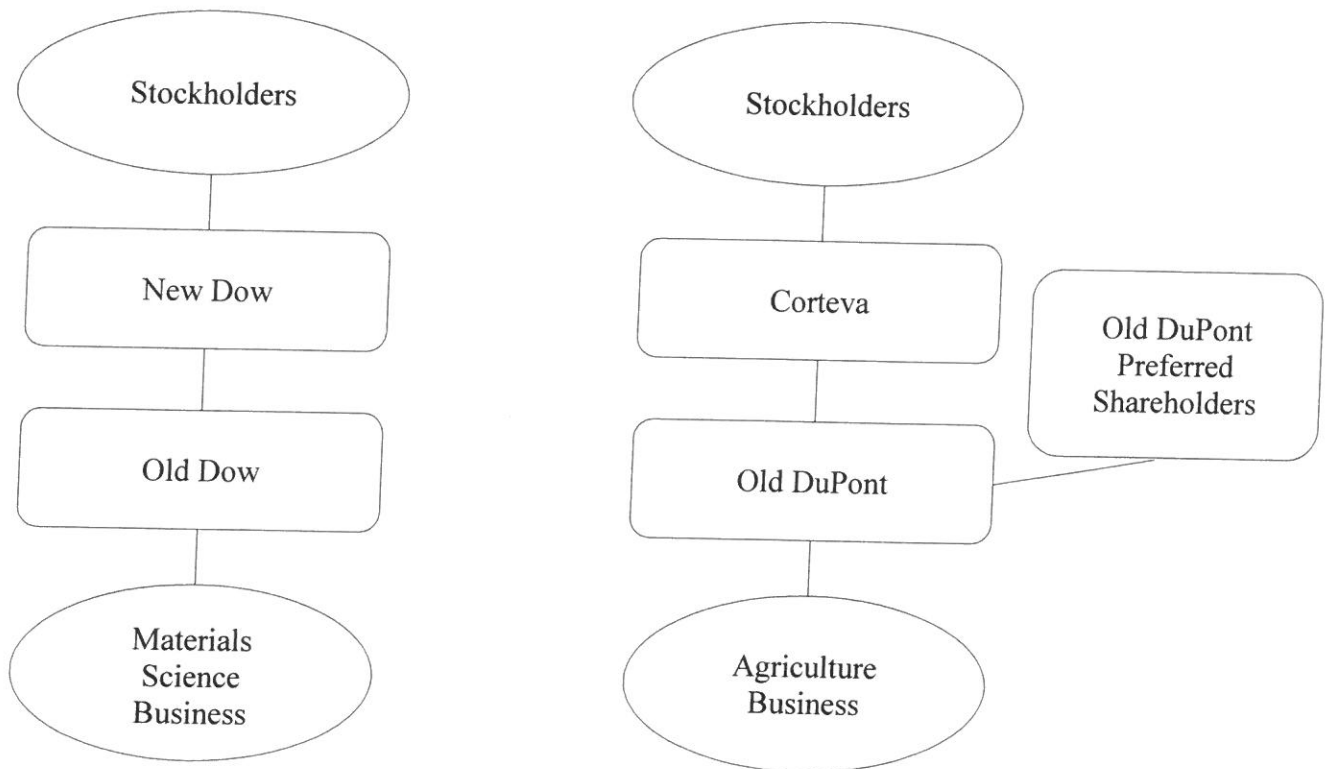 Stockholders
New Dow
Old Dow
Materials
Science
Business
Stockholders
Corteva
Old DuPont
Agriculture
Business
Old DuPont
Preferred
Shareholders